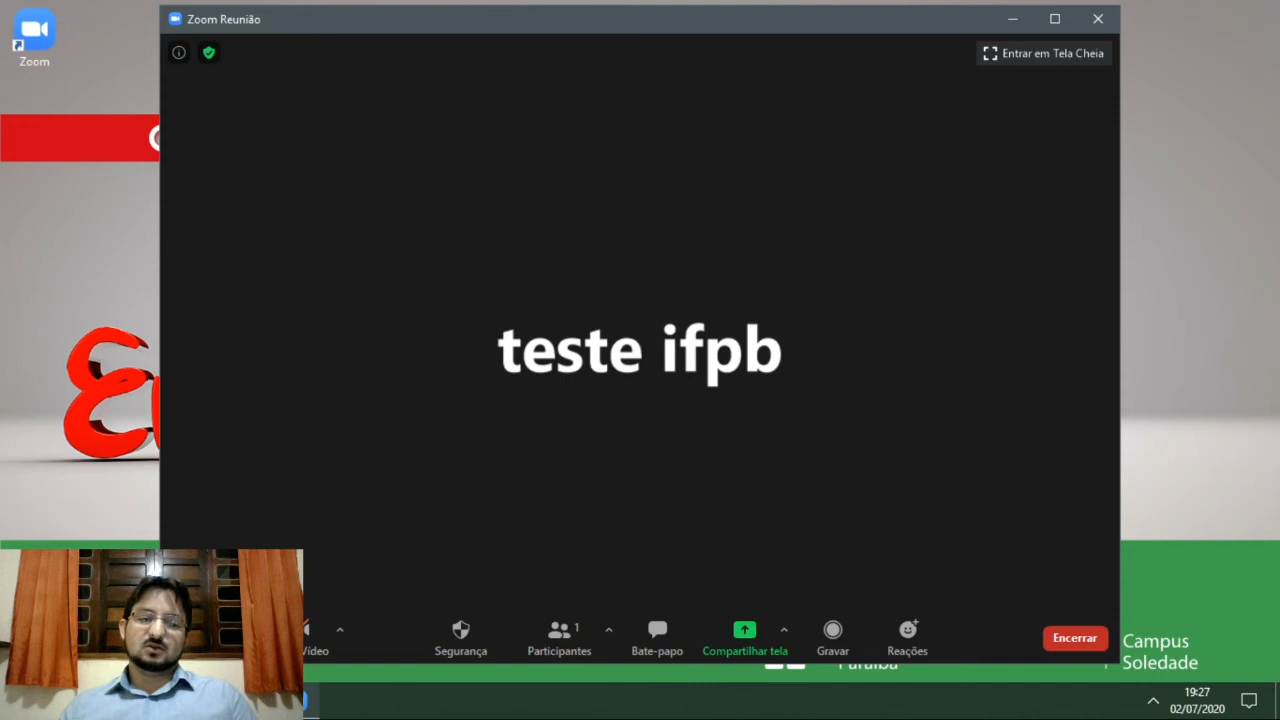 Zoom Reunião
Zoom
Entrar em Tela Cheia
teste ifpb
Vídeo
Segurança
Participantes
1
Bate-papo
Compartilhar tela
Gravar
Reações
Encerrar
Campus
Soledade
Paraíba
19:27
02/07/2020